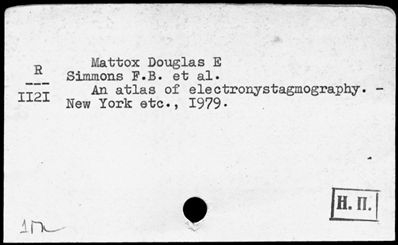 R
II2I
Mattox Douglas E
Simmons F.B. et al.
An atlas of electronystagmography. -
New York etc., I979.
Н. П.